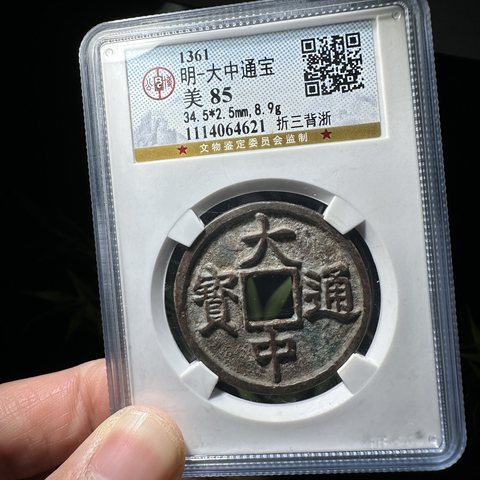 1361
明-大中通宝
美 85
34.5*2.5mm,8.9g
1114064621 折三背浙
★ 文物鉴定委员会监制 ★
大中通寳